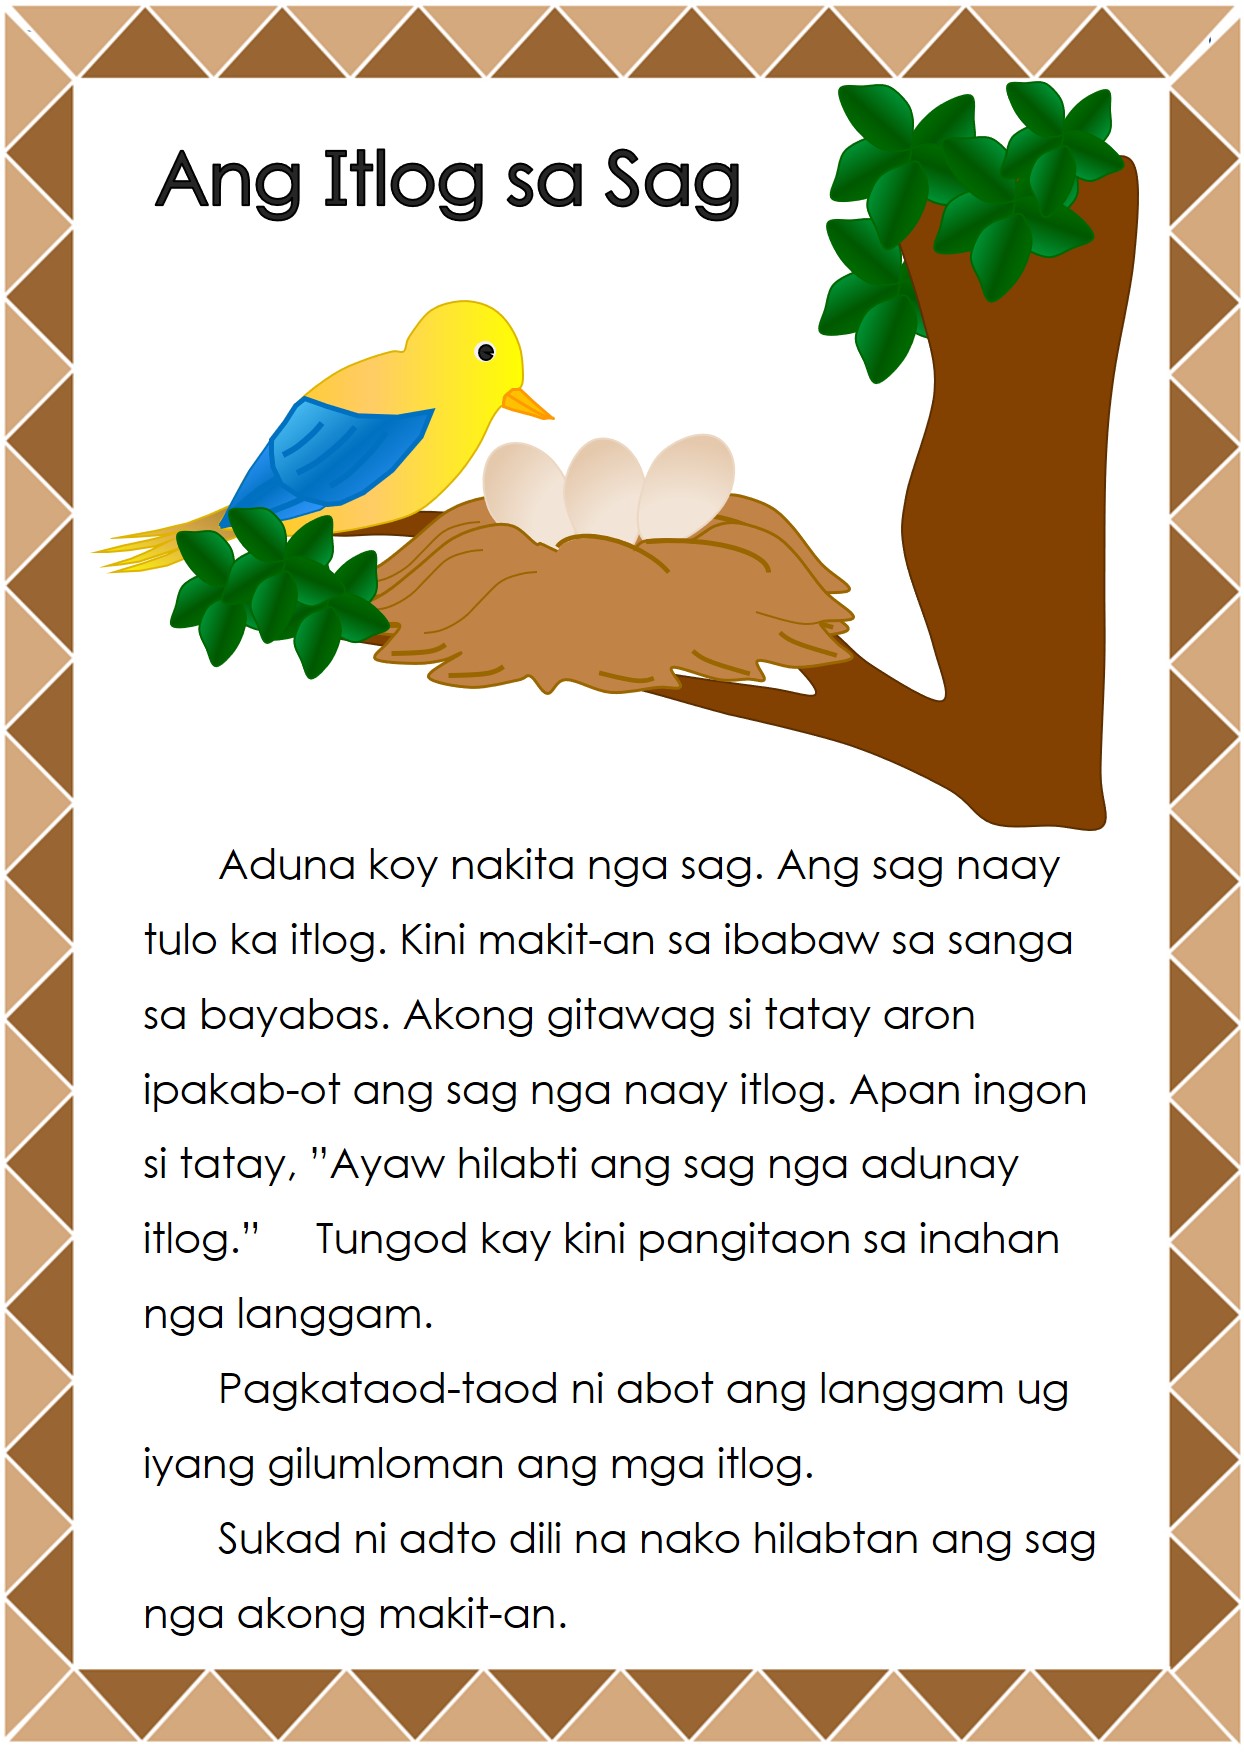 Ang Itlog sa Sag
Aduna koy nakita nga sag. Ang sag naay
tulo ka itlog. Kini makit-an sa ibabaw sa sanga
sa bayabas. Akong gitawag si tatay aron
ipakab-ot ang sag nga naay itlog. Apan ingon
si tatay, ”Ayaw hilabti ang sag nga adunay
itlog.” Tungod kay kini pangitaon sa inahan
nga langgam.
Pagkataod-taod ni abot ang langgam ug
iyang gilumloman ang mga itlog.
Sukad ni adto dili na nako hilabtan ang sag
nga akong makit-an.